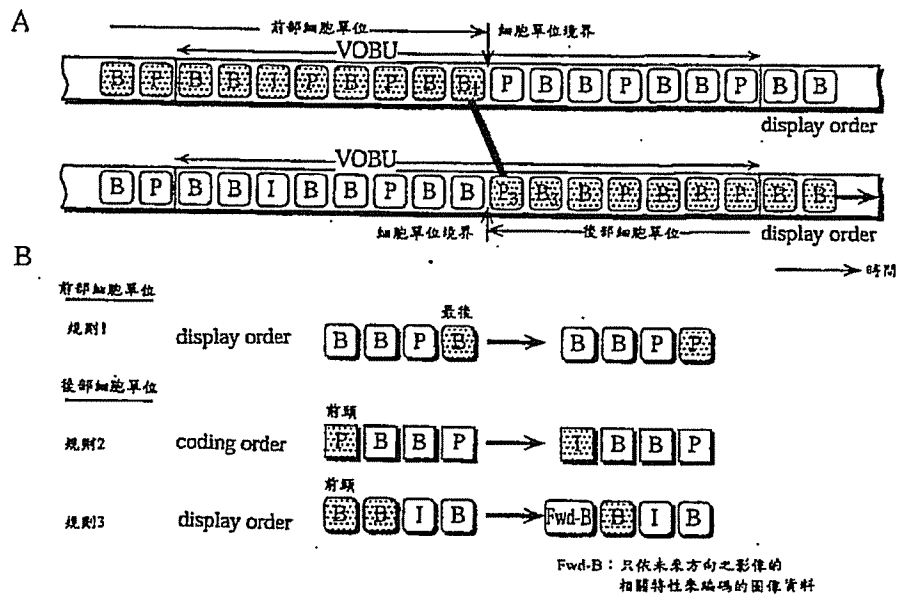 A
前部細胞單位
細胞單位境界
VOBU
B P B B I P B P B B1 P B B P B B P B B
display order
VOBU
B P B B I B B P B B P3 B3 B P B B P B B
細胞單位境界
後部細胞單位
display order
B
時間
前部細胞單位
最後
規則1 display order B B P B B B P P
後部細胞單位
前頭
規則2 coding order P B B P I B B P
前頭
規則3 display order B B I B Fwd-B B I B
Fwd-B:只依未來方向之影像的
相關特性來編碼的圖像資料